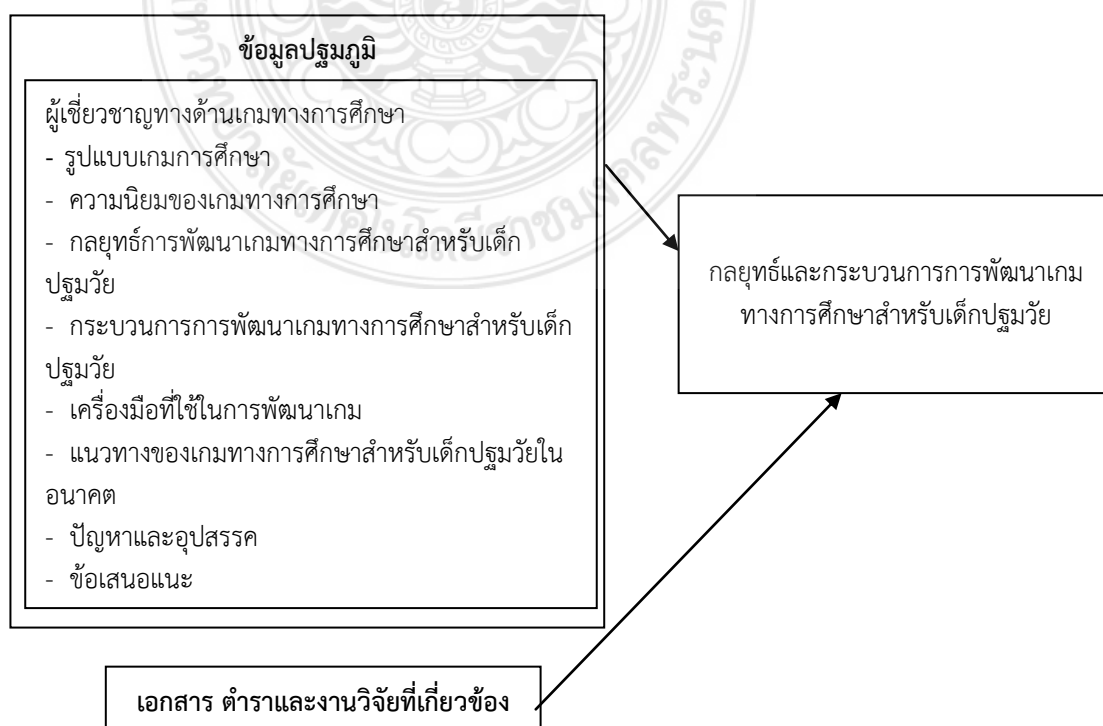 ข้อมูลปฐมภูมิ
ผู้เชี่ยวชาญทางด้านเกมทางการศึกษา
- รูปแบบเกมการศึกษา
- ความนิยมของเกมทางการศึกษา
- กลยุทธ์การพัฒนาเกมทางการศึกษาสำหรับเด็ก
ปฐมวัย
- กระบวนการการพัฒนาเกมทางการศึกษาสำหรับเด็ก
ปฐมวัย
- เครื่องมือที่ใช้ในการพัฒนาเกม
- แนวทางของเกมทางการศึกษาสำหรับเด็กปฐมวัยใน
อนาคต
- ปัญหาและอุปสรรค
- ข้อเสนอแนะ
กลยุทธ์และกระบวนการการพัฒนาเกม
ทางการศึกษาสำหรับเด็กปฐมวัย
เอกสาร ตำราและงานวิจัยที่เกี่ยวข้อง